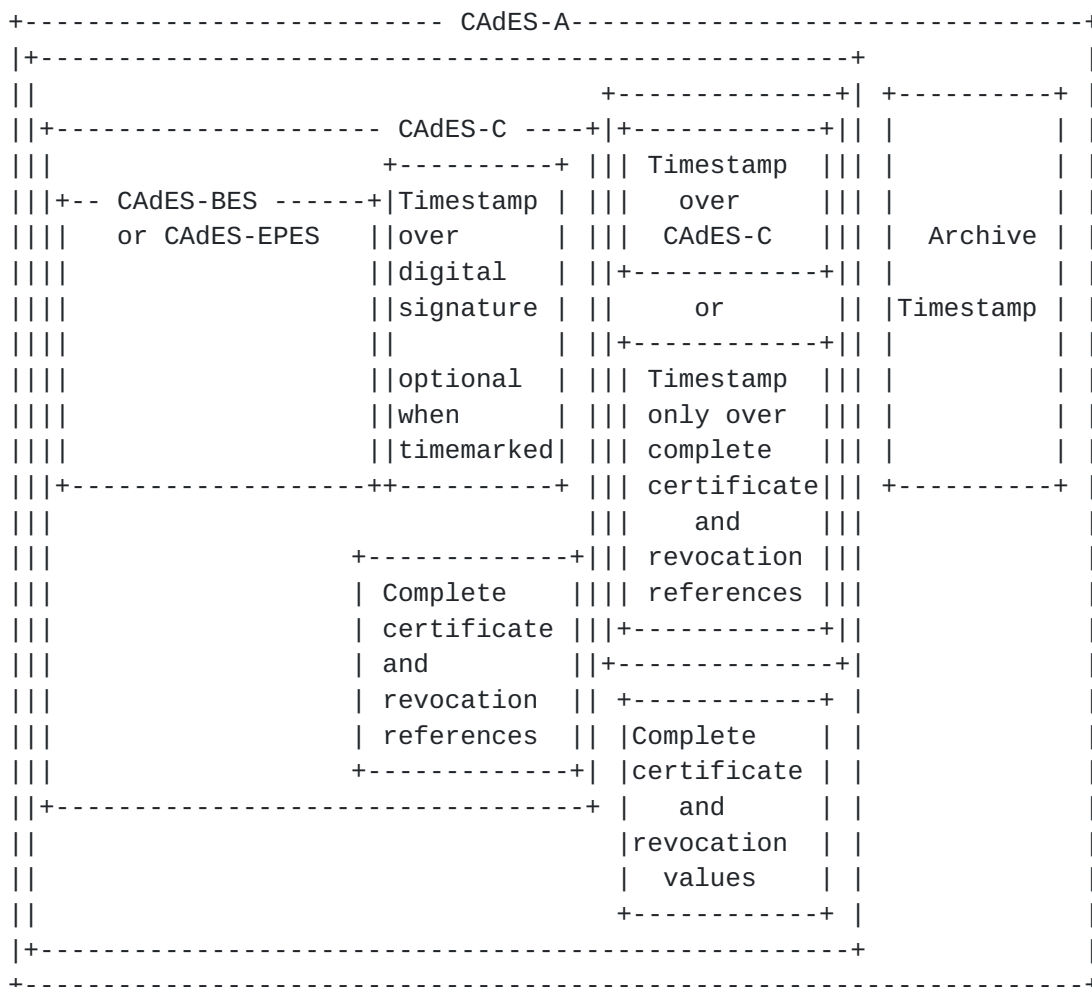 +---------------------------- CAdES-A---------------------------------+
|+----------------------------------------------------+               |
||                                     +--------------+| +----------+ |
||+--------------------- CAdES-C ----+|+------------+|| |          | |
|||                     +----------+ ||| Timestamp  ||| |          | |
|||+-- CAdES-BES ------+|Timestamp | |||   over     ||| |          | |
||||   or CAdES-EPES   ||over      | |||  CAdES-C   ||| |  Archive | |
||||                   ||digital   | ||+------------+|| |          | |
||||                   ||signature | ||     or       || |Timestamp | |
||||                   ||          | ||+------------+|| |          | |
||||                   ||optional  | ||| Timestamp  ||| |          | |
||||                   ||when      | ||| only over  ||| |          | |
||||                   ||timemarked| ||| complete   ||| |          | |
|||+-------------------++----------+ ||| certificate||| +----------+ |
|||                                  |||    and     |||              |
|||                   +-------------+||| revocation |||              |
|||                   | Complete    |||| references |||              |
|||                   | certificate |||+------------+||              |
|||                   | and         ||+--------------+|              |
|||                   | revocation  || +------------+ |              |
|||                   | references  || |Complete    | |              |
|||                   +-------------+| |certificate | |              |
||+----------------------------------+ |   and      | |              |
||                                     |revocation  | |              |
||                                     |  values    | |              |
||                                     +------------+ |              |
|+----------------------------------------------------+              |
+---------------------------------------------------------------------+